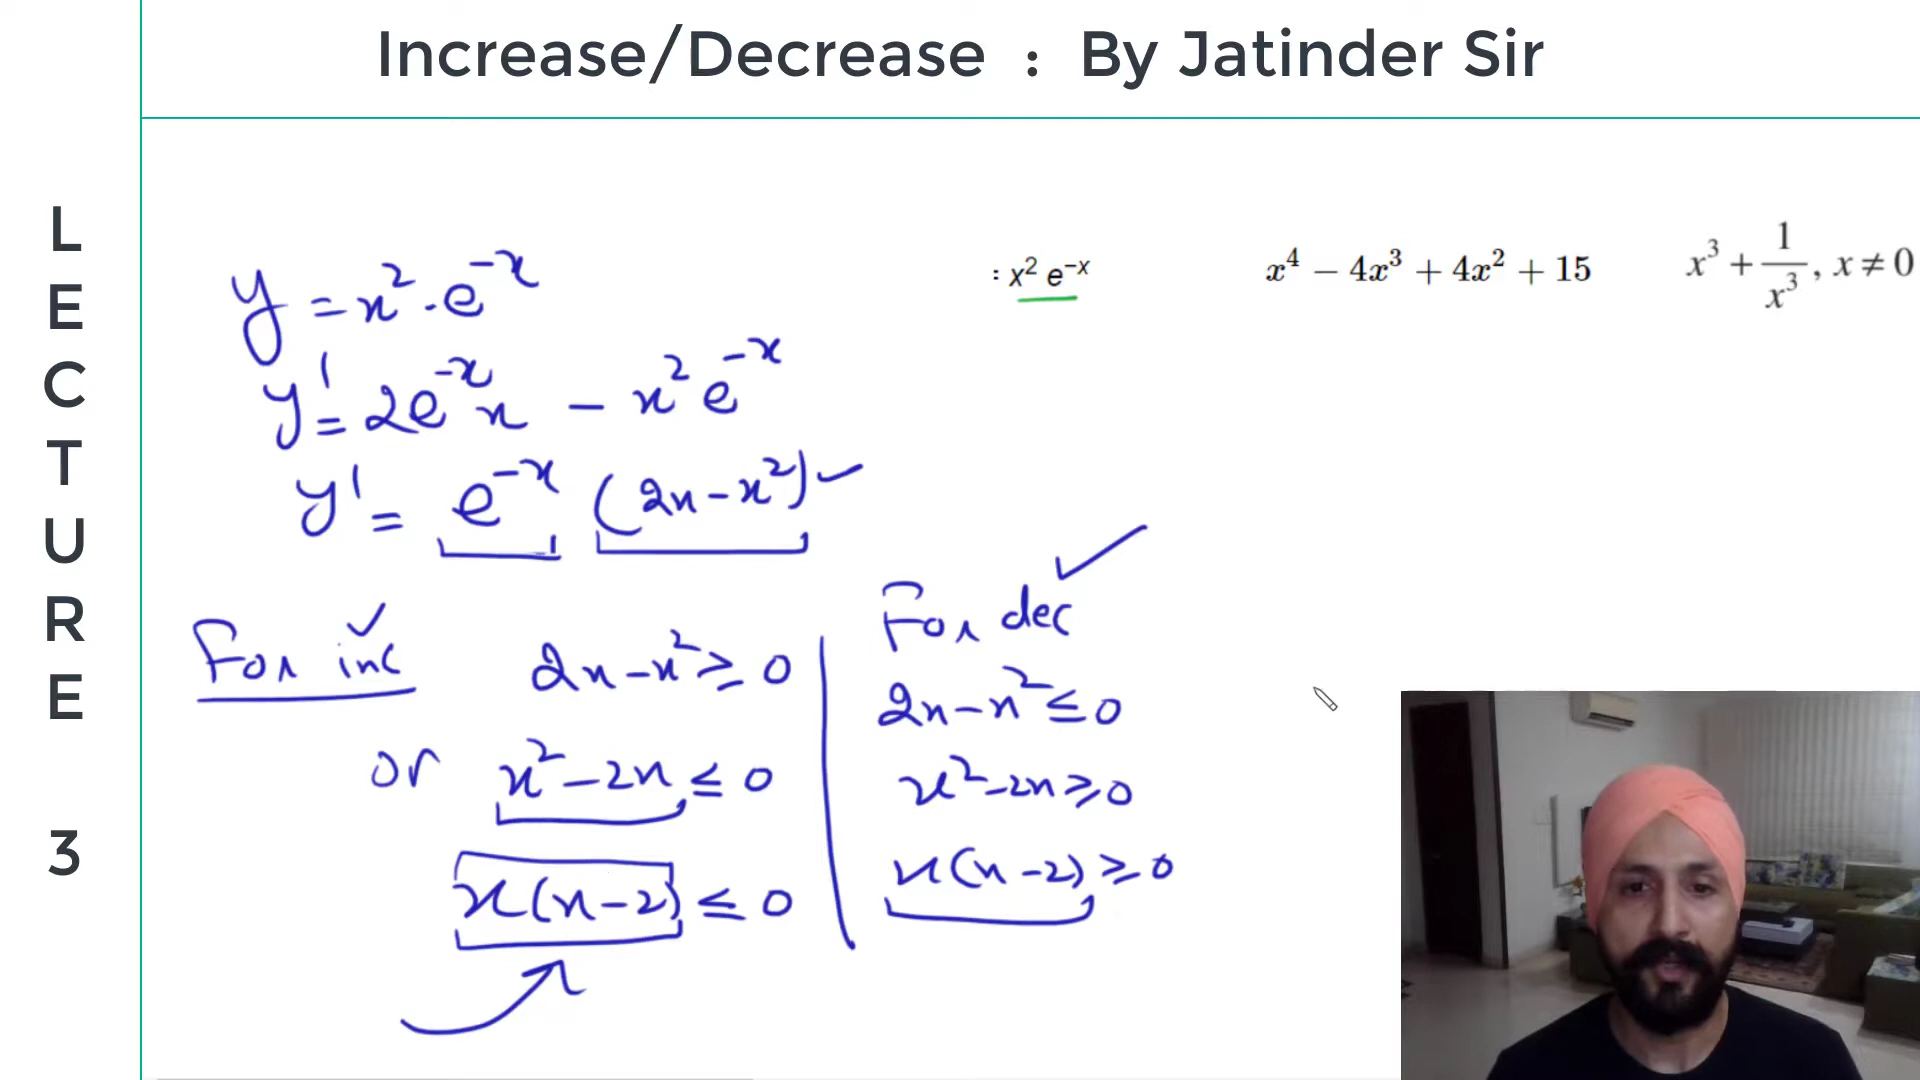 Increase/Decrease : By Jatinder Sir
LECTURE 3
: x² e⁻ˣ
x⁴ − 4x³ + 4x² + 15
x³ + 1/x³ , x ≠ 0
y = x² · e⁻ˣ
y' = 2e⁻ˣx − x² e⁻ˣ
y' = e⁻ˣ (2x − x²) ✓
For inc ✓
2x − x² ≥ 0
or x² − 2x ≤ 0
x(x − 2) ≤ 0
For dec ✓
2x − x² ≤ 0
x² − 2x ≥ 0
x(x − 2) ≥ 0